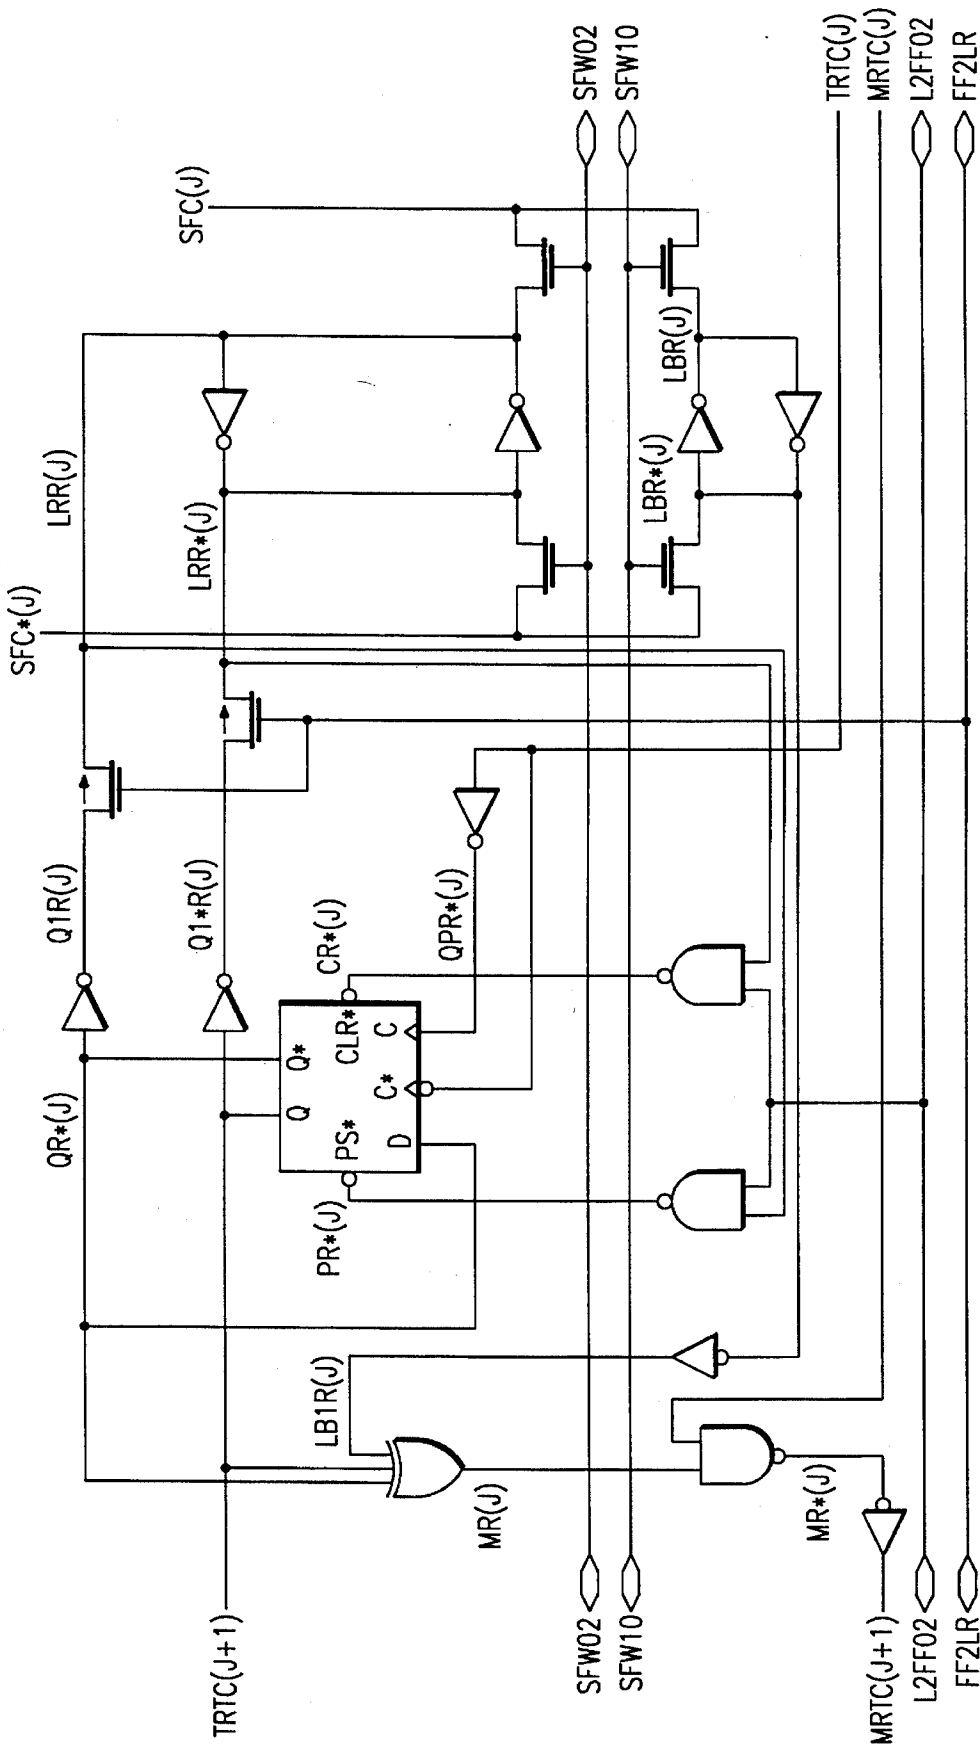 TRTC(J+1)
QR*(J)
Q1R(J)
Q1*R(J)
SFC*(J)
LRR(J)
LRR*(J)
SFC(J)
Q
Q*
PS*
CLR*
D
C*
C
PR*(J)
CR*(J)
QPR*(J)
LB1R(J)
MR(J)
MR*(J)
LBR*(J)
LBR(J)
SFW02
SFW10
SFW02
SFW10
MRTC(J+1)
L2FF02
FF2LR
TRTC(J)
MRTC(J)
L2FF02
FF2LR